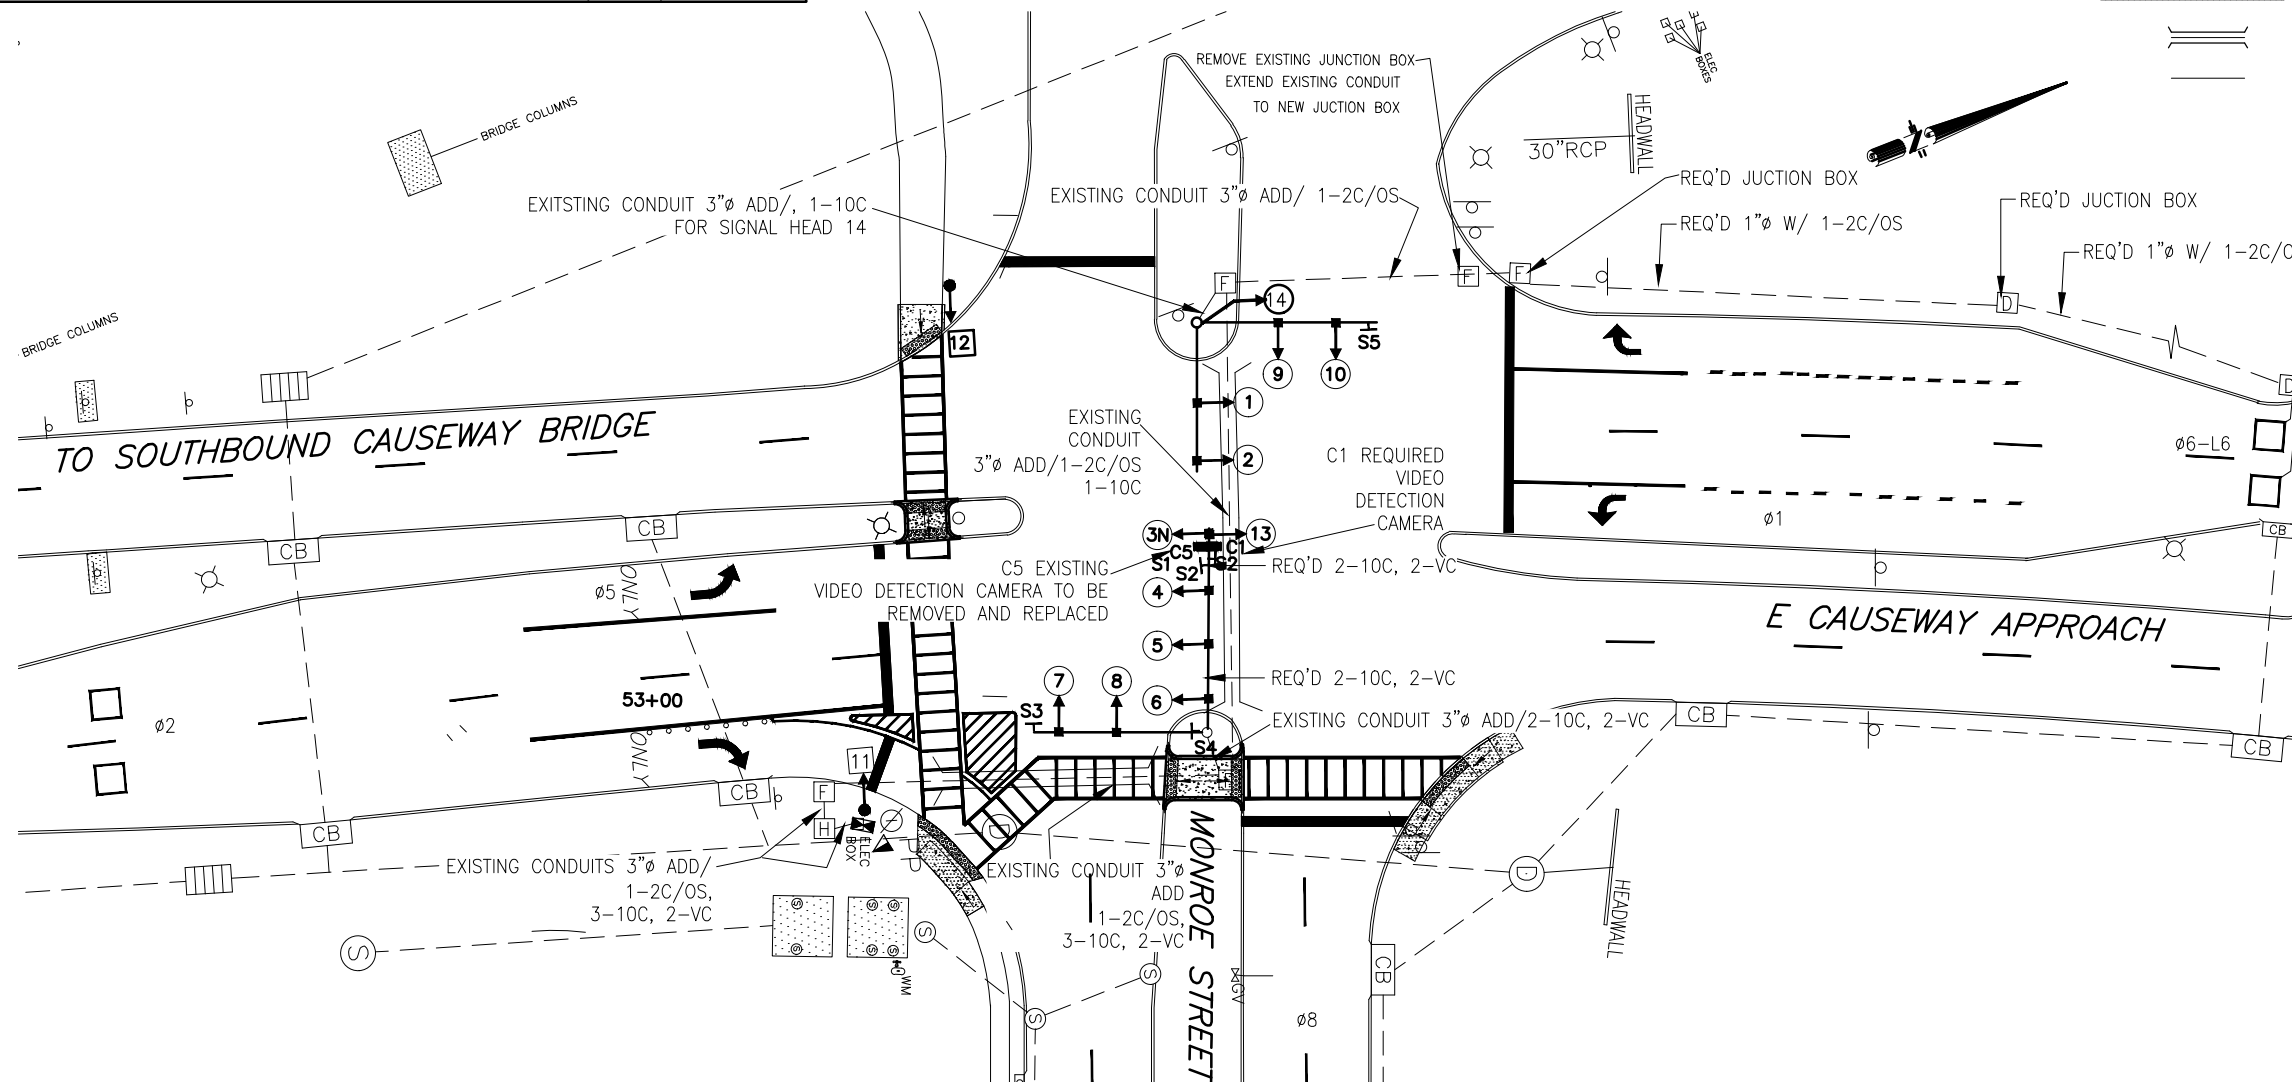 REMOVE EXISTING JUNCTION BOX
EXTEND EXISTING CONDUIT
TO NEW JUCTION BOX
ELEC
BOXES
HEADWALL
30"RCP
BRIDGE COLUMNS
EXITSTING CONDUIT 3"ø ADD/, 1-10C
FOR SIGNAL HEAD 14
EXISTING CONDUIT 3"ø ADD/ 1-2C/OS
REQ'D JUCTION BOX
REQ'D 1"ø W/ 1-2C/OS
REQ'D JUCTION BOX
REQ'D 1"ø W/ 1-2C/O
F
F
F
D
D
14
12
S5
9
10
1
2
BRIDGE COLUMNS
TO SOUTHBOUND CAUSEWAY BRIDGE
EXISTING
CONDUIT
3"ø ADD/1-2C/OS
1-10C
C1 REQUIRED
VIDEO
DETECTION
CAMERA
ø6-L6
ø1
CB
CB
CB
3N
13
C5
C1
S1
S2
S2
REQ'D 2-10C, 2-VC
C5 EXISTING
VIDEO DETECTION CAMERA TO BE
REMOVED AND REPLACED
4
5
6
ø5
ONLY
E CAUSEWAY APPROACH
REQ'D 2-10C, 2-VC
53+00
ø2
ONLY
7
8
S3
S4
EXISTING CONDUIT 3"ø ADD/2-10C, 2-VC
CB
CB
CB
CB
11
F
H
F
ELEC
BOX
PP
D
EXISTING CONDUITS 3"ø ADD/
1-2C/OS,
3-10C, 2-VC
EXISTING CONDUIT 3"ø
ADD
1-2C/OS,
3-10C, 2-VC
MONROE STREET
D
HEADWALL
S
S
S
S
S
S
S
S
S
S
WM
GV
CB
ø8